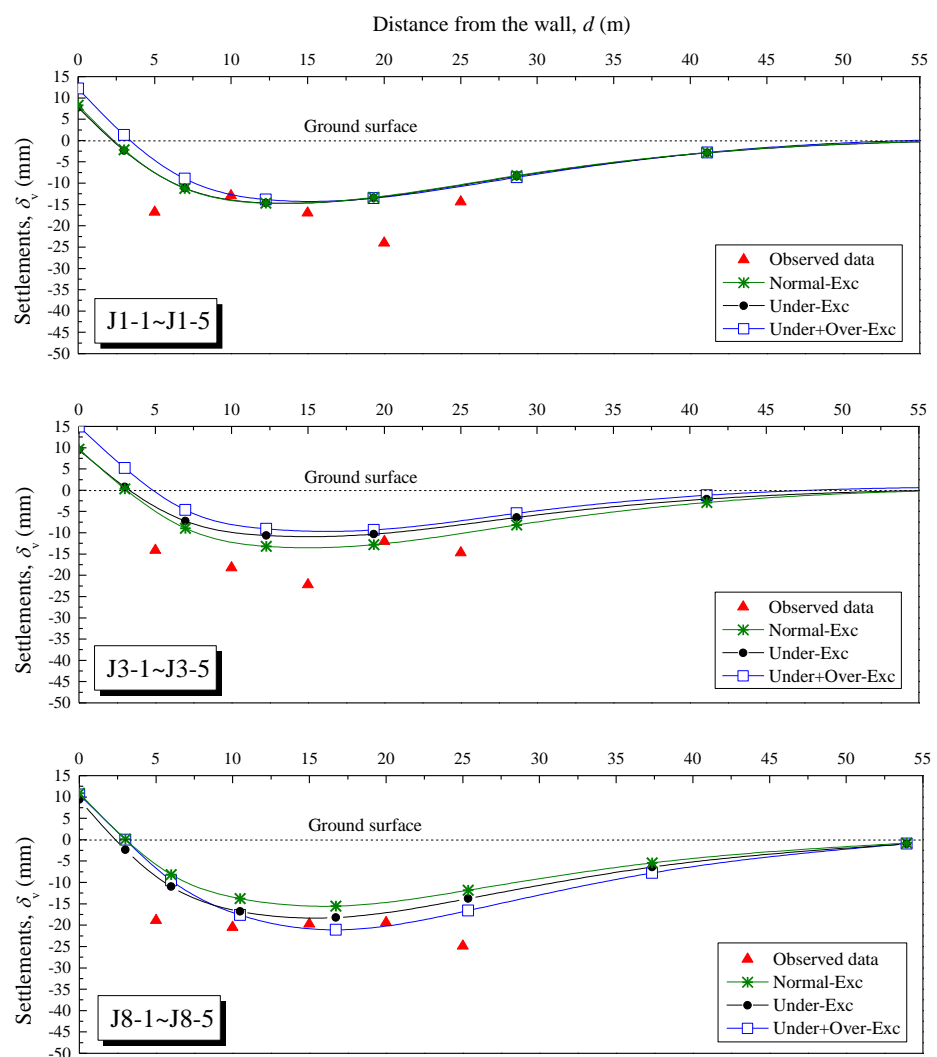 Distance from the wall, d (m)
0 5 10 15 20 25 30 35 40 45 50 55
15
10
5
0
-5
-10
-15
-20
-25
-30
-35
-40
-45
-50
Settlements, δv (mm)
Ground surface
Observed data
Normal-Exc
Under-Exc
Under+Over-Exc
J1-1~J1-5
0 5 10 15 20 25 30 35 40 45 50 55
15
10
5
0
-5
-10
-15
-20
-25
-30
-35
-40
-45
-50
Settlements, δv (mm)
Ground surface
Observed data
Normal-Exc
Under-Exc
Under+Over-Exc
J3-1~J3-5
0 5 10 15 20 25 30 35 40 45 50 55
15
10
5
0
-5
-10
-15
-20
-25
-30
-35
-40
-45
-50
Settlements, δv (mm)
Ground surface
Observed data
Normal-Exc
Under-Exc
Under+Over-Exc
J8-1~J8-5